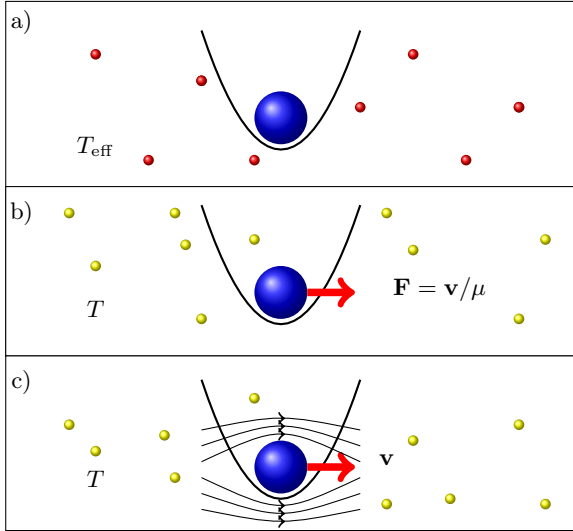 a)
T_eff
b)
F = v/μ
T
c)
v
T